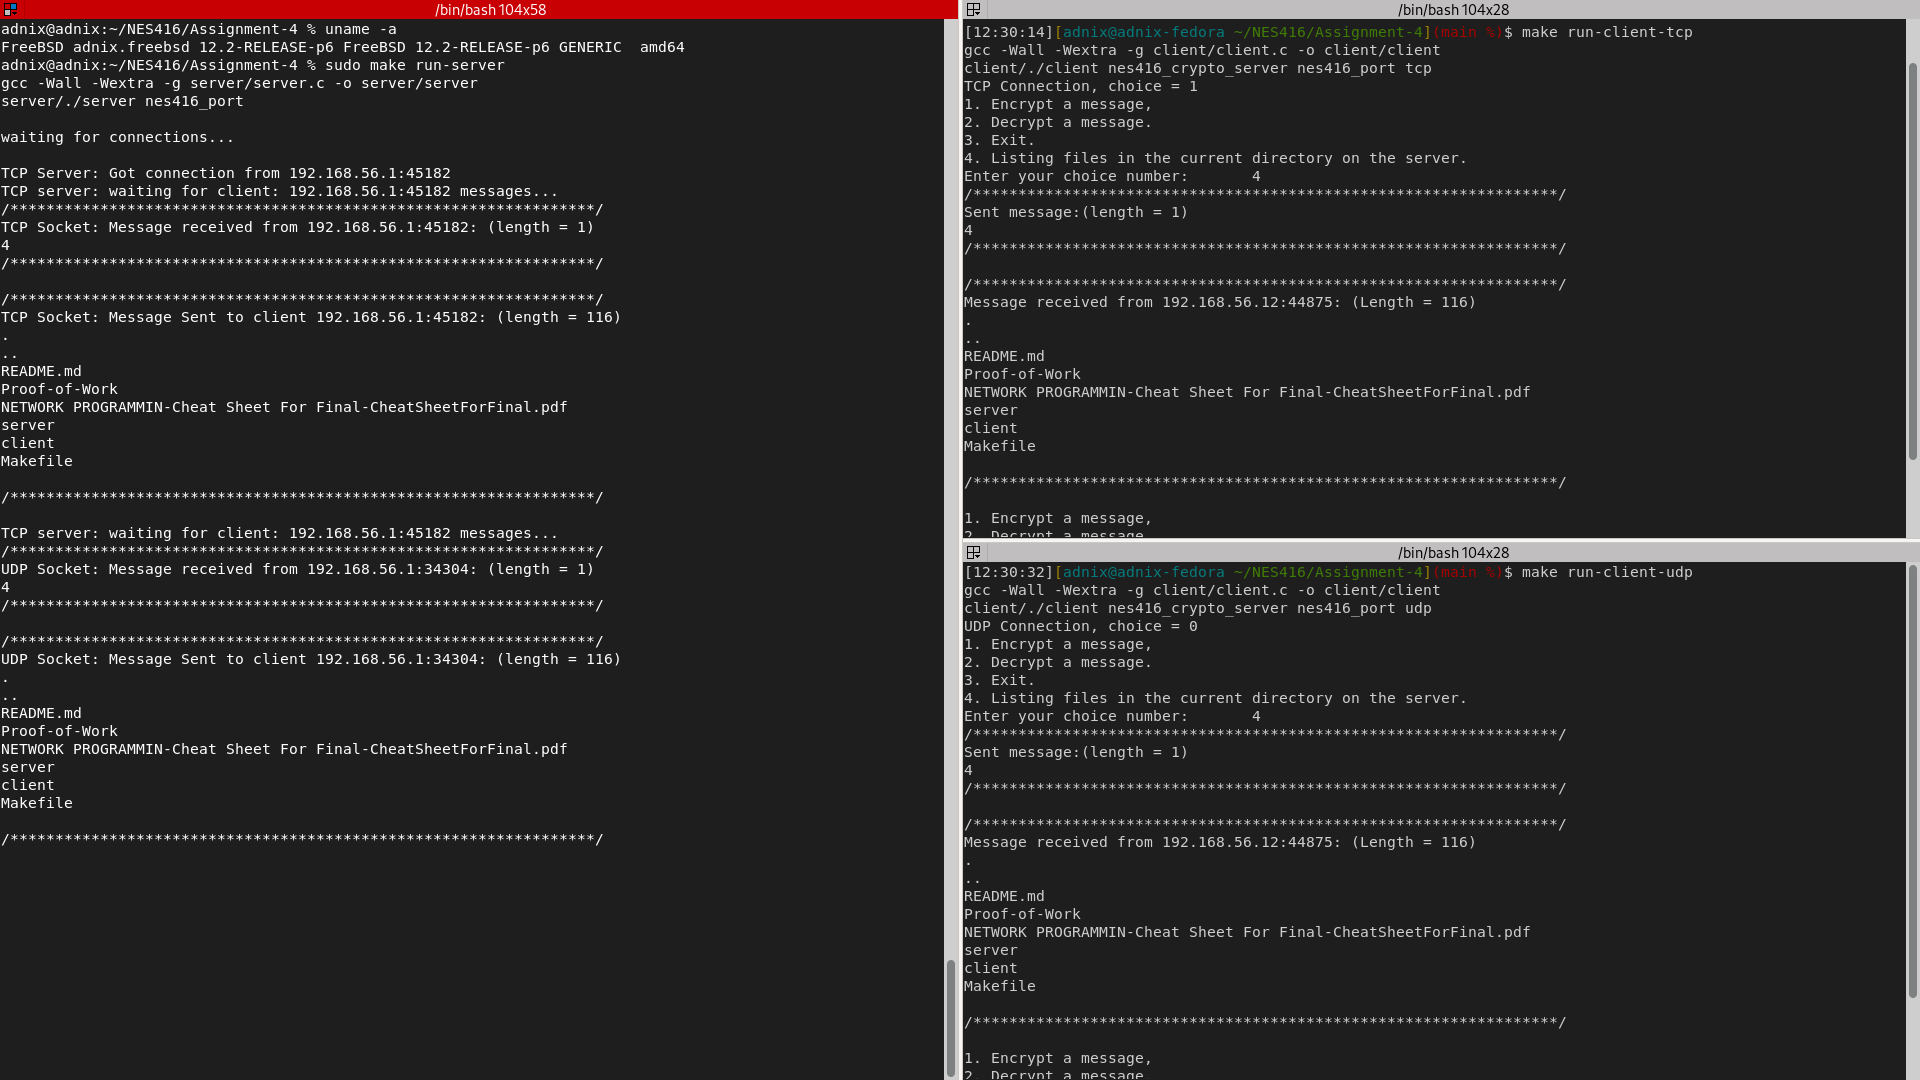 /bin/bash 104x58
adnix@adnix:~/NES416/Assignment-4 % uname -a
FreeBSD adnix.freebsd 12.2-RELEASE-p6 FreeBSD 12.2-RELEASE-p6 GENERIC  amd64
adnix@adnix:~/NES416/Assignment-4 % sudo make run-server
gcc -Wall -Wextra -g server/server.c -o server/server
server/./server nes416_port

waiting for connections...

TCP Server: Got connection from 192.168.56.1:45182
TCP server: waiting for client: 192.168.56.1:45182 messages...
/*****************************************************************/
TCP Socket: Message received from 192.168.56.1:45182: (length = 1)
4
/*****************************************************************/

/*****************************************************************/
TCP Socket: Message Sent to client 192.168.56.1:45182: (length = 116)
.
..
README.md
Proof-of-Work
NETWORK PROGRAMMIN-Cheat Sheet For Final-CheatSheetForFinal.pdf
server
client
Makefile

/*****************************************************************/

TCP server: waiting for client: 192.168.56.1:45182 messages...
/*****************************************************************/
UDP Socket: Message received from 192.168.56.1:34304: (length = 1)
4
/*****************************************************************/

/*****************************************************************/
UDP Socket: Message Sent to client 192.168.56.1:34304: (length = 116)
.
..
README.md
Proof-of-Work
NETWORK PROGRAMMIN-Cheat Sheet For Final-CheatSheetForFinal.pdf
server
client
Makefile

/*****************************************************************/
/bin/bash 104x28
[12:30:14][adnix@adnix-fedora ~/NES416/Assignment-4](main %)$ make run-client-tcp
gcc -Wall -Wextra -g client/client.c -o client/client
client/./client nes416_crypto_server nes416_port tcp
TCP Connection, choice = 1
1. Encrypt a message,
2. Decrypt a message.
3. Exit.
4. Listing files in the current directory on the server.
Enter your choice number:       4
/*****************************************************************/
Sent message:(length = 1)
4
/*****************************************************************/

/*****************************************************************/
Message received from 192.168.56.12:44875: (Length = 116)
.
..
README.md
Proof-of-Work
NETWORK PROGRAMMIN-Cheat Sheet For Final-CheatSheetForFinal.pdf
server
client
Makefile

/*****************************************************************/

1. Encrypt a message,
2. Decrypt a message
/bin/bash 104x28
[12:30:32][adnix@adnix-fedora ~/NES416/Assignment-4](main %)$ make run-client-udp
gcc -Wall -Wextra -g client/client.c -o client/client
client/./client nes416_crypto_server nes416_port udp
UDP Connection, choice = 0
1. Encrypt a message,
2. Decrypt a message.
3. Exit.
4. Listing files in the current directory on the server.
Enter your choice number:       4
/*****************************************************************/
Sent message:(length = 1)
4
/*****************************************************************/

/*****************************************************************/
Message received from 192.168.56.12:44875: (Length = 116)
.
..
README.md
Proof-of-Work
NETWORK PROGRAMMIN-Cheat Sheet For Final-CheatSheetForFinal.pdf
server
client
Makefile

/*****************************************************************/

1. Encrypt a message,
2. Decrypt a message